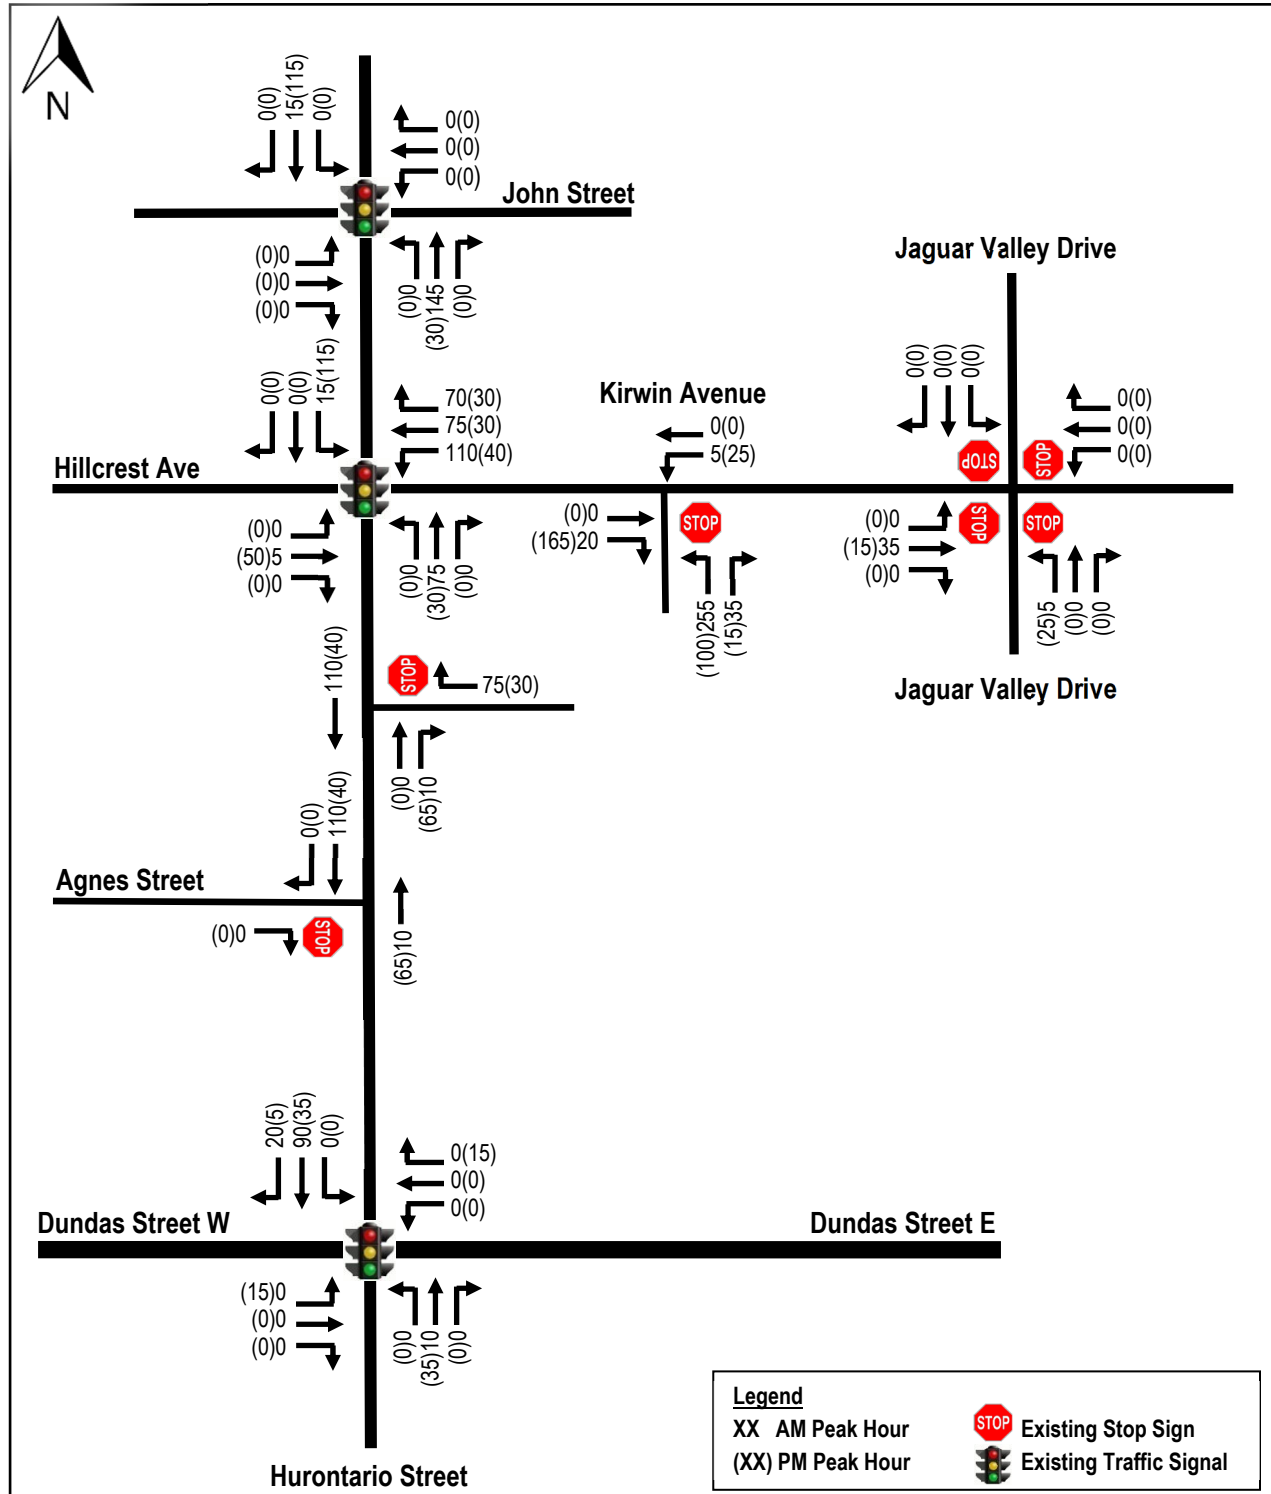 N
0(0)
15(115)
0(0)
0(0)
0(0)
0(0)
John Street
(0)0
(0)0
(0)0
(0)0
(30)145
(0)0
Jaguar Valley Drive
0(0)
0(0)
15(115)
70(30)
75(30)
110(40)
Hillcrest Ave
(0)0
(50)5
(0)0
(0)0
(30)75
(0)0
Kirwin Avenue
0(0)
5(25)
(0)0
(165)20
STOP
(100)255
(15)35
0(0)
0(0)
0(0)
0(0)
0(0)
0(0)
STOP
STOP
STOP
STOP
(0)0
(15)35
(0)0
(25)5
(0)0
(0)0
Jaguar Valley Drive
110(40)
STOP
75(30)
(0)0
(65)10
0(0)
110(40)
Agnes Street
(0)0
STOP
(65)10
20(5)
90(35)
0(0)
0(15)
0(0)
0(0)
Dundas Street W
Dundas Street E
(15)0
(0)0
(0)0
(0)0
(35)10
(0)0
Hurontario Street
Legend
XX AM Peak Hour
STOP Existing Stop Sign
(XX) PM Peak Hour
Existing Traffic Signal